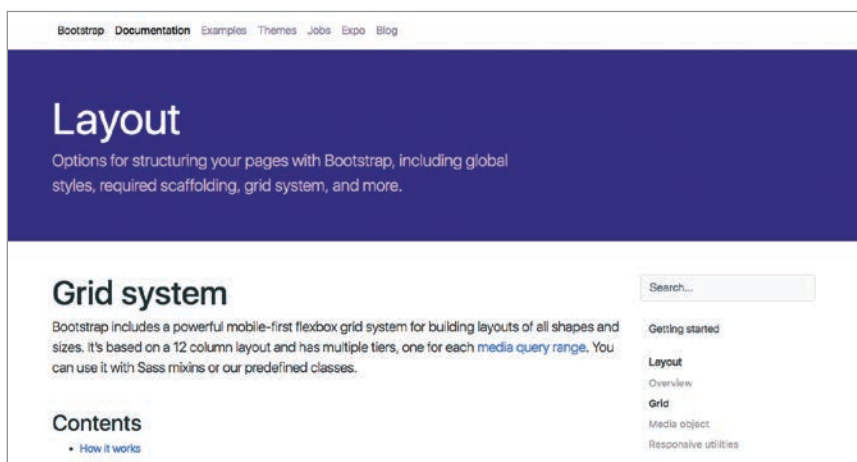 Bootstrap Documentation Examples Themes Jobs Expo Blog
Layout
Options for structuring your pages with Bootstrap, including global
styles, required scaffolding, grid system, and more.
Grid system
Bootstrap includes a powerful mobile-first flexbox grid system for building layouts of all shapes and
sizes. It's based on a 12 column layout and has multiple tiers, one for each media query range. You
can use it with Sass mixins or our predefined classes.
Contents
• How it works
Search...
Getting started
Layout
Overview
Grid
Media object
Responsive utilities